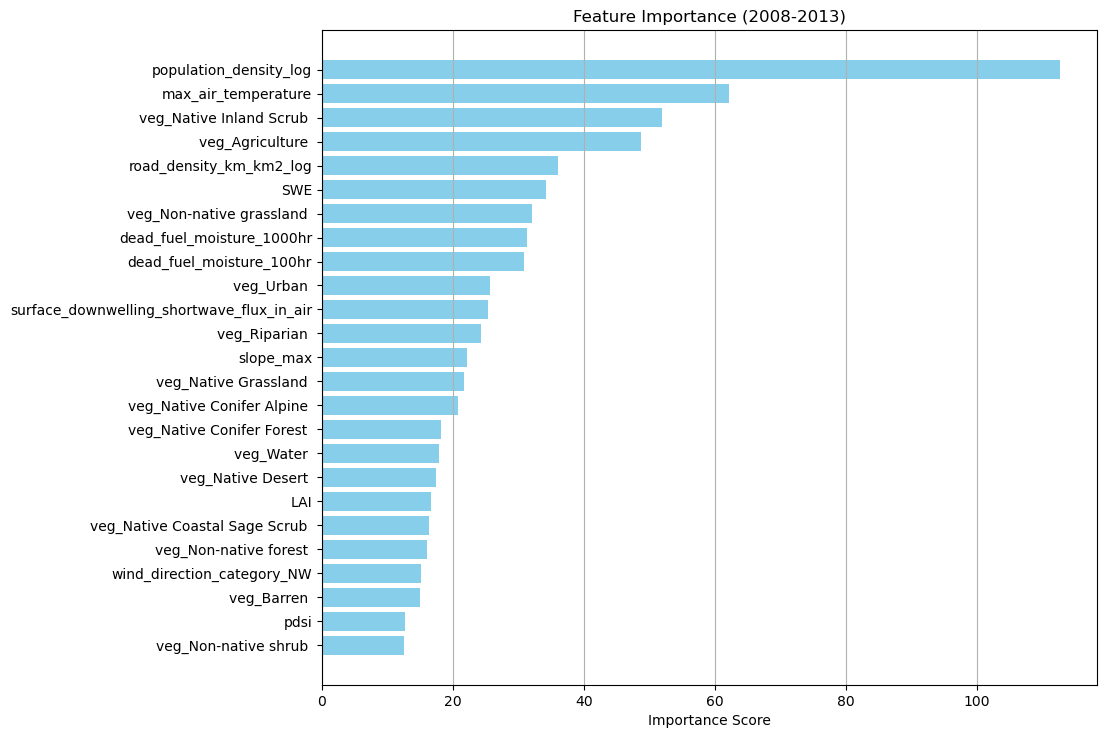 Feature Importance (2008-2013)
population_density_log
max_air_temperature
veg_Native Inland Scrub
veg_Agriculture
road_density_km_km2_log
SWE
veg_Non-native grassland
dead_fuel_moisture_1000hr
dead_fuel_moisture_100hr
veg_Urban
surface_downwelling_shortwave_flux_in_air
veg_Riparian
slope_max
veg_Native Grassland
veg_Native Conifer Alpine
veg_Native Conifer Forest
veg_Water
veg_Native Desert
LAI
veg_Native Coastal Sage Scrub
veg_Non-native forest
wind_direction_category_NW
veg_Barren
pdsi
veg_Non-native shrub
0 20 40 60 80 100
Importance Score